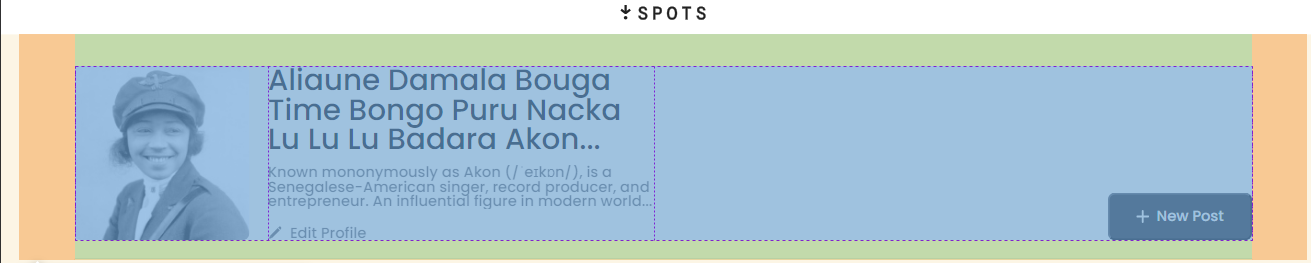 SPOTS
Aliaune Damala Bouga
Time Bongo Puru Nacka
Lu Lu Lu Badara Akon...
Known mononymously as Akon (/ˈeɪkɒn/), is a
Senegalese-American singer, record producer, and
entrepreneur. An influential figure in modern world...
Edit Profile
+ New Post